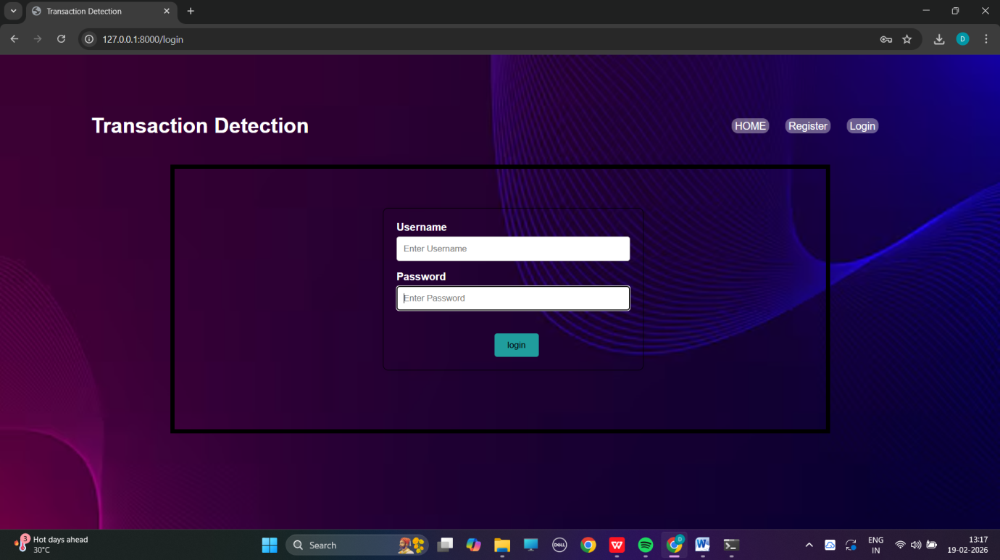 Transaction Detection
127.0.0.1:8000/login
D
Transaction Detection
HOME Register Login
Username
Enter Username
Password
Enter Password
login
3
Hot days ahead
30°C
Search
DELL
W
D
W
ENG
IN
13:17
19-02-2026